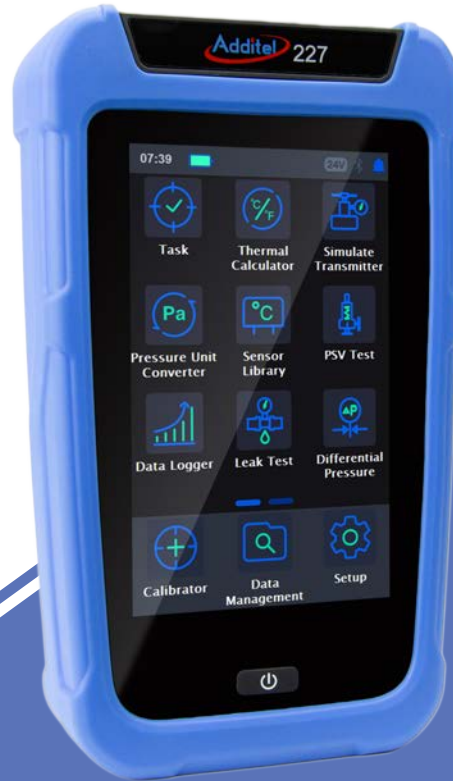 Additel 227
07:39
24V
Task
Thermal
Calculator
°C/°F
Simulate
Transmitter
Pa
Pressure Unit
Converter
°C
Sensor
Library
PSV Test
Data Logger
Leak Test
ΔP
Differential
Pressure
Calibrator
Data
Management
Setup